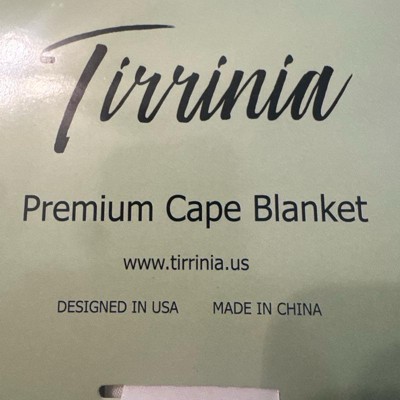 Tirrinia
Premium Cape Blanket
www.tirrinia.us
DESIGNED IN USA MADE IN CHINA